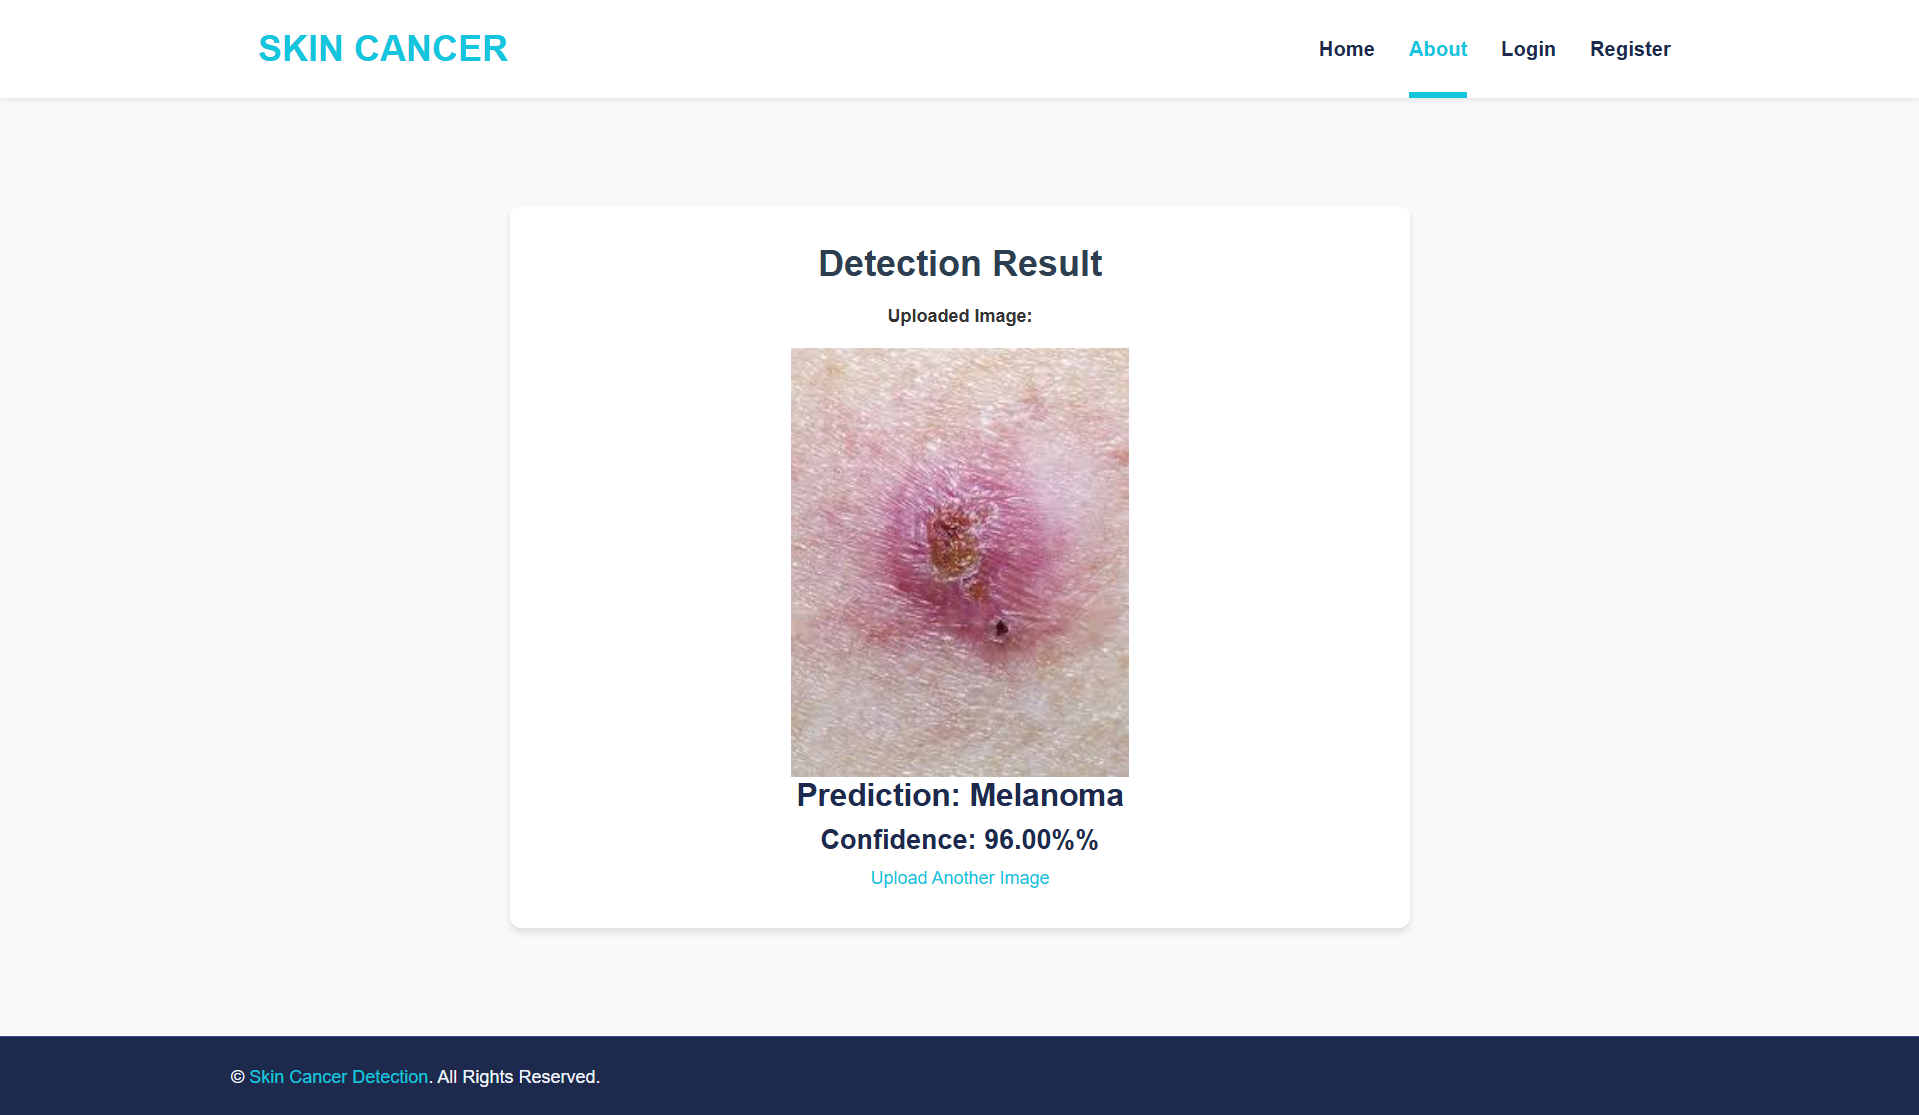 SKIN CANCER
Home About Login Register
Detection Result
Uploaded Image:
Prediction: Melanoma
Confidence: 96.00%%
Upload Another Image
© Skin Cancer Detection. All Rights Reserved.